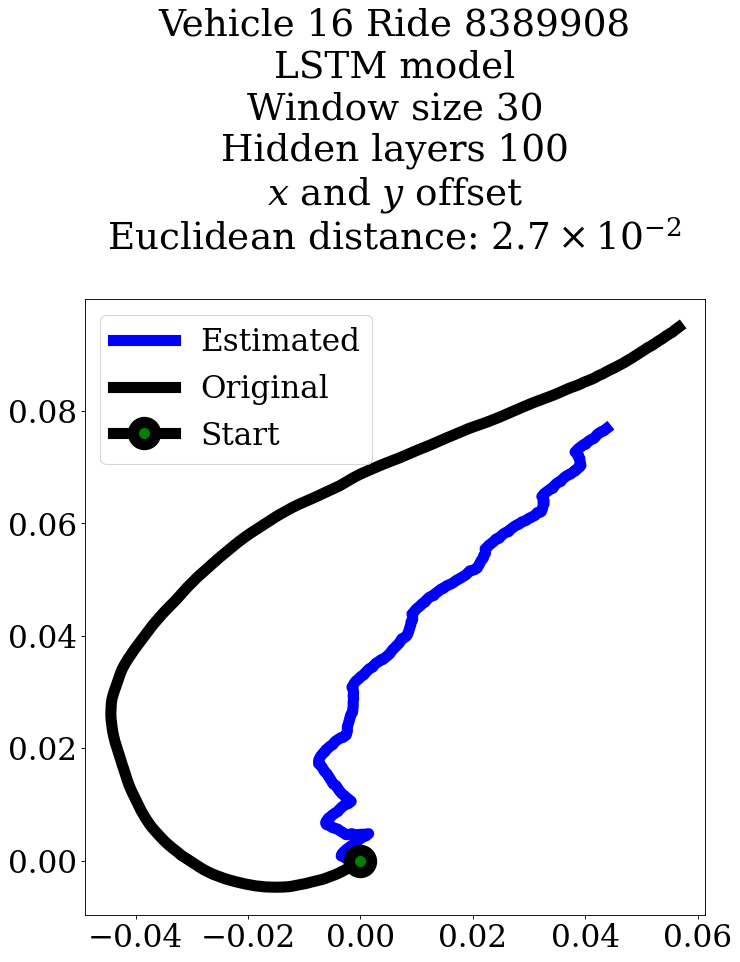 Vehicle 16 Ride 8389908
LSTM model
Window size 30
Hidden layers 100
x and y offset
Euclidean distance: 2.7 × 10⁻²
Estimated
Original
Start
0.08
0.06
0.04
0.02
0.00
−0.04 −0.02 0.00 0.02 0.04 0.06